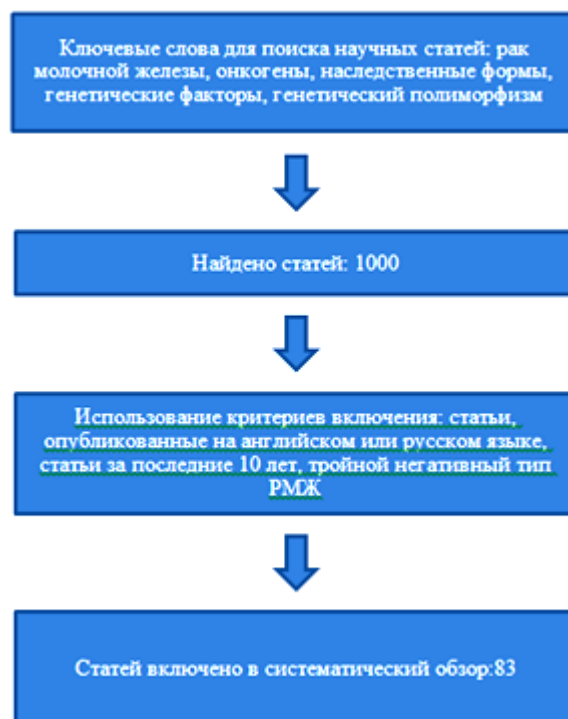 Ключевые слова для поиска научных статей: рак
молочной железы, онкогены, наследственные формы,
генетические факторы, генетический полиморфизм
Найдено статей: 1000
Использование критериев включения: статьи,
опубликованные на английском или русском языке,
статьи за последние 10 лет, тройной негативный тип
РМЖ
Статей включено в систематический обзор:83